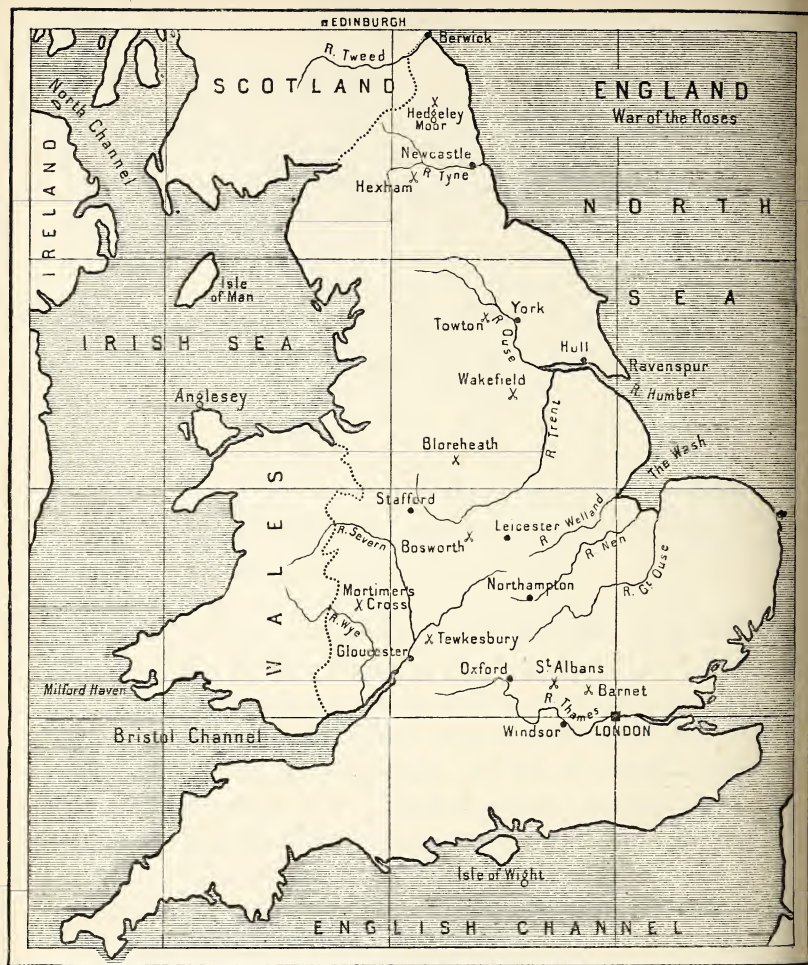 EDINBURGH
Berwick
R. Tweed
SCOTLAND
ENGLAND
War of the Roses
North Channel
Hedgeley
Moor
Newcastle
R Tyne
Hexham
IRELAND
NORTH
SEA
Isle
of Man
York
Towton
R Ouse
IRISH SEA
Hull
Ravenspur
R. Humber
Wakefield
Anglesey
R. Trent
Bloreheath
The Wash
Stafford
Leicester
R Welland
R. Severn
Bosworth
R. Nen
WALES
Northampton
R. Gt Ouse
Mortimers
Cross
R. Wye
Tewkesbury
Gloucester
Oxford
St Albans
Milford Haven
Barnet
R Thames
Bristol Channel
Windsor
LONDON
Isle of Wight
ENGLISH CHANNEL